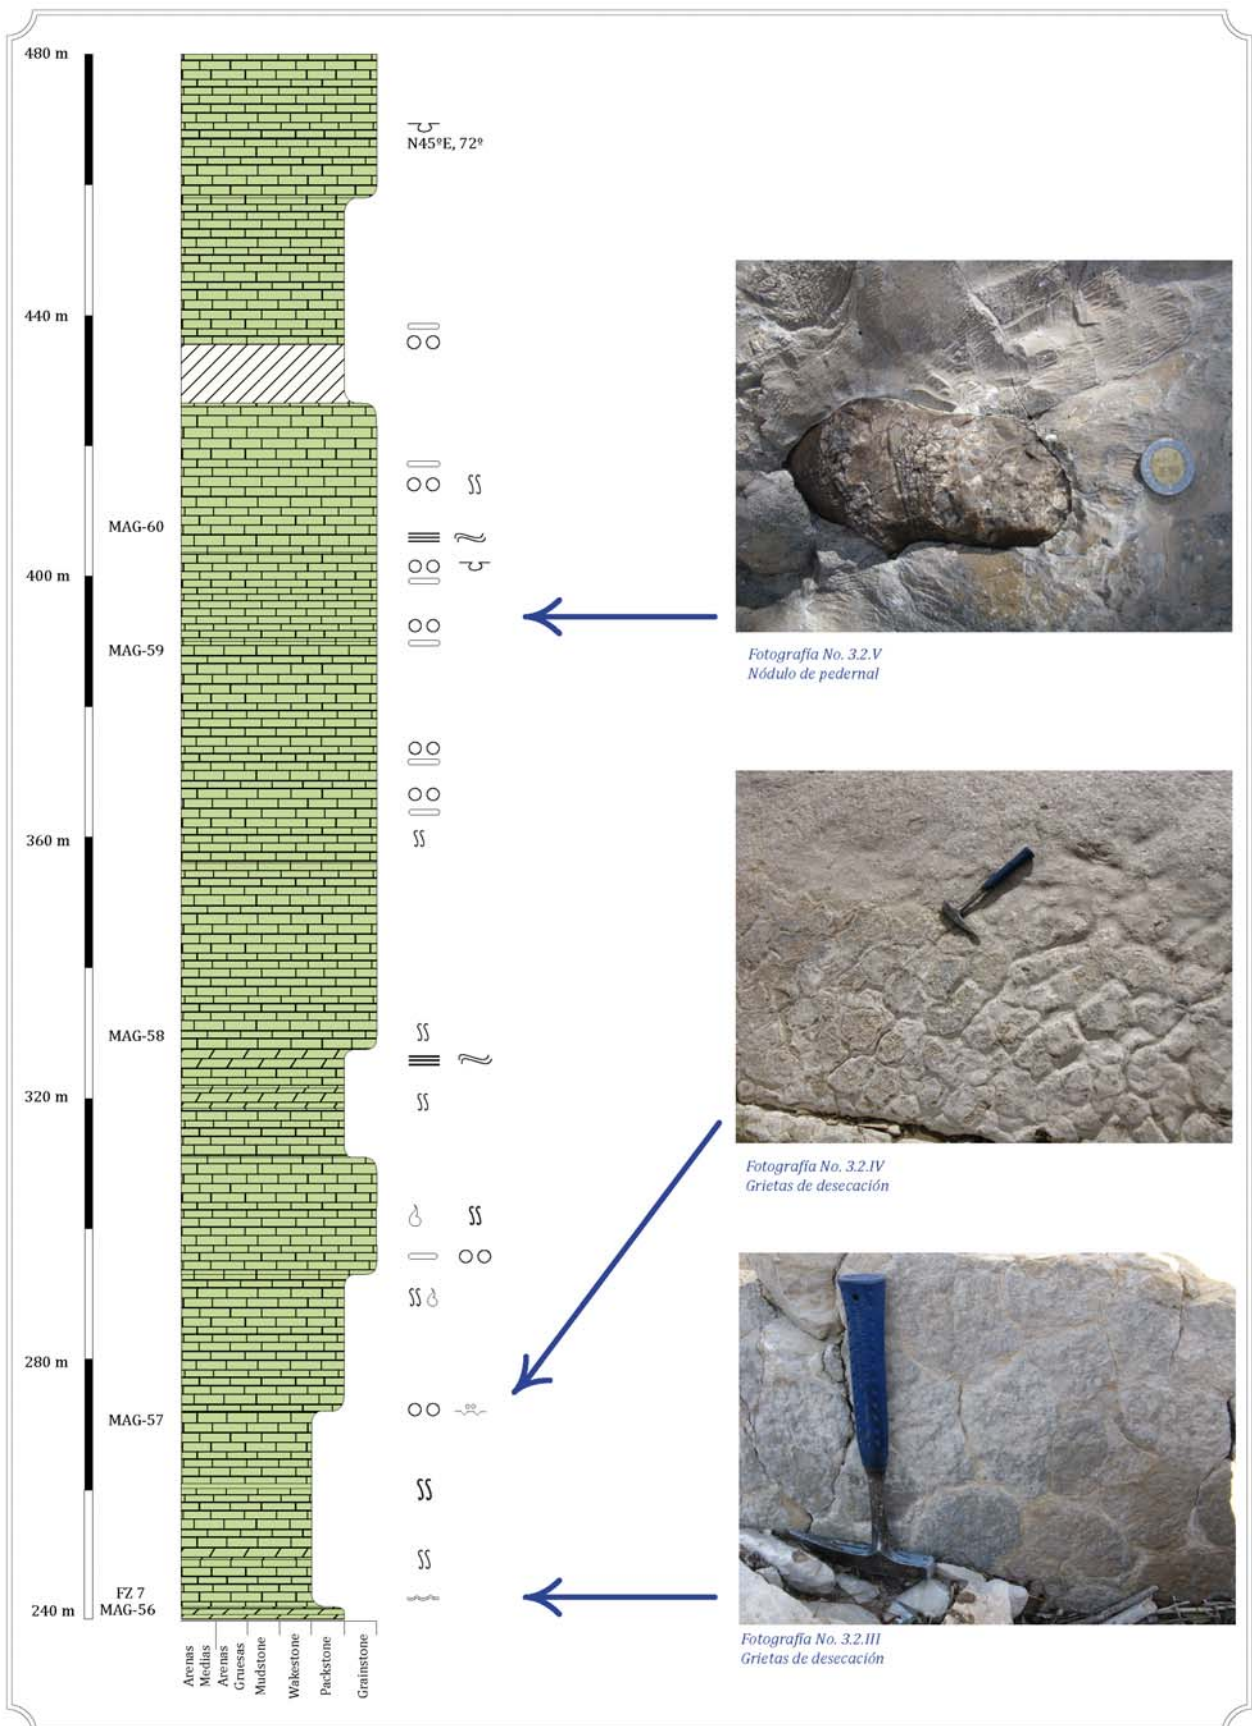 480 m
N45ºE, 72º
440 m
MAG-60
400 m
MAG-59
Fotografía No. 3.2.V
Nódulo de pedernal
360 m
MAG-58
320 m
Fotografía No. 3.2.IV
Grietas de desecación
280 m
MAG-57
FZ 7
MAG-56
240 m
Arenas
Medias
Arenas
Gruesas
Mudstone
Wakestone
Packstone
Grainstone
Fotografía No. 3.2.III
Grietas de desecación